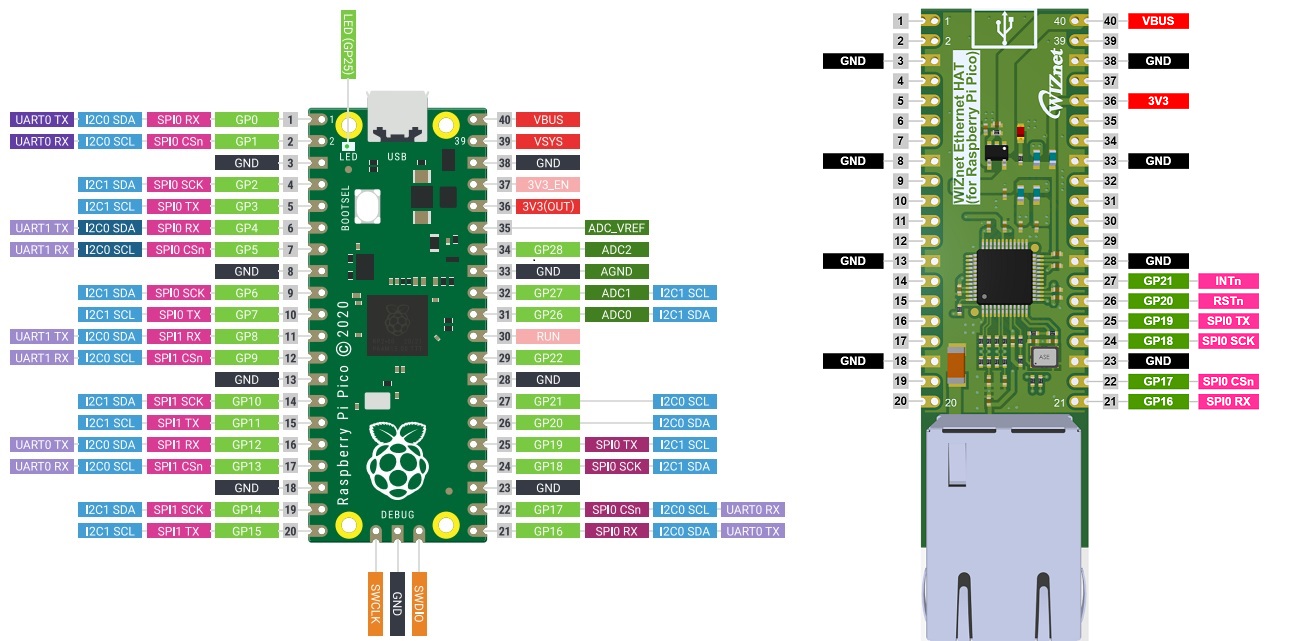 LED (GP25)
UART0 TX I2C0 SDA SPI0 RX GP0 1 1 40 VBUS
UART0 RX I2C0 SCL SPI0 CSn GP1 2 2 LED USB 39 39 VSYS
GND 3 38 GND
I2C1 SDA SPI0 SCK GP2 4 37 3V3_EN
I2C1 SCL SPI0 TX GP3 5 BOOTSEL 36 3V3(OUT)
UART1 TX I2C0 SDA SPI0 RX GP4 6 35 ADC_VREF
UART1 RX I2C0 SCL SPI0 CSn GP5 7 34 GP28 ADC2
GND 8 33 GND AGND
I2C1 SDA SPI0 SCK GP6 9 32 GP27 ADC1 I2C1 SCL
I2C1 SCL SPI0 TX GP7 10 31 GP26 ADC0 I2C1 SDA
UART1 TX I2C0 SDA SPI1 RX GP8 11 30 RUN
UART1 RX I2C0 SCL SPI1 CSn GP9 12 29 GP22
GND 13 28 GND
I2C1 SDA SPI1 SCK GP10 14 27 GP21 I2C0 SCL
I2C1 SCL SPI1 TX GP11 15 26 GP20 I2C0 SDA
UART0 TX I2C0 SDA SPI1 RX GP12 16 25 GP19 SPI0 TX I2C1 SCL
UART0 RX I2C0 SCL SPI1 CSn GP13 17 24 GP18 SPI0 SCK I2C1 SDA
GND 18 23 GND
I2C1 SDA SPI1 SCK GP14 19 22 GP17 SPI0 CSn I2C0 SCL UART0 RX
I2C1 SCL SPI1 TX GP15 20 21 GP16 SPI0 RX I2C0 SDA UART0 TX
Raspberry Pi Pico © 2020
DEBUG
SWCLK GND SWDIO
1 1 40 40 VBUS
2 2 39 39
GND 3 38 GND
4 37
5 36 3V3
6 35
7 34
GND 8 33 GND
9 32
10 31
11 30
12 29
GND 13 28 GND
14 27 GP21 INTn
15 26 GP20 RSTn
16 25 GP19 SPI0 TX
17 24 GP18 SPI0 SCK
GND 18 23 GND
19 22 GP17 SPI0 CSn
20 20 21 21 GP16 SPI0 RX
WIZnet Ethernet HAT
(for Raspberry Pi Pico)
WIZnet
ASE